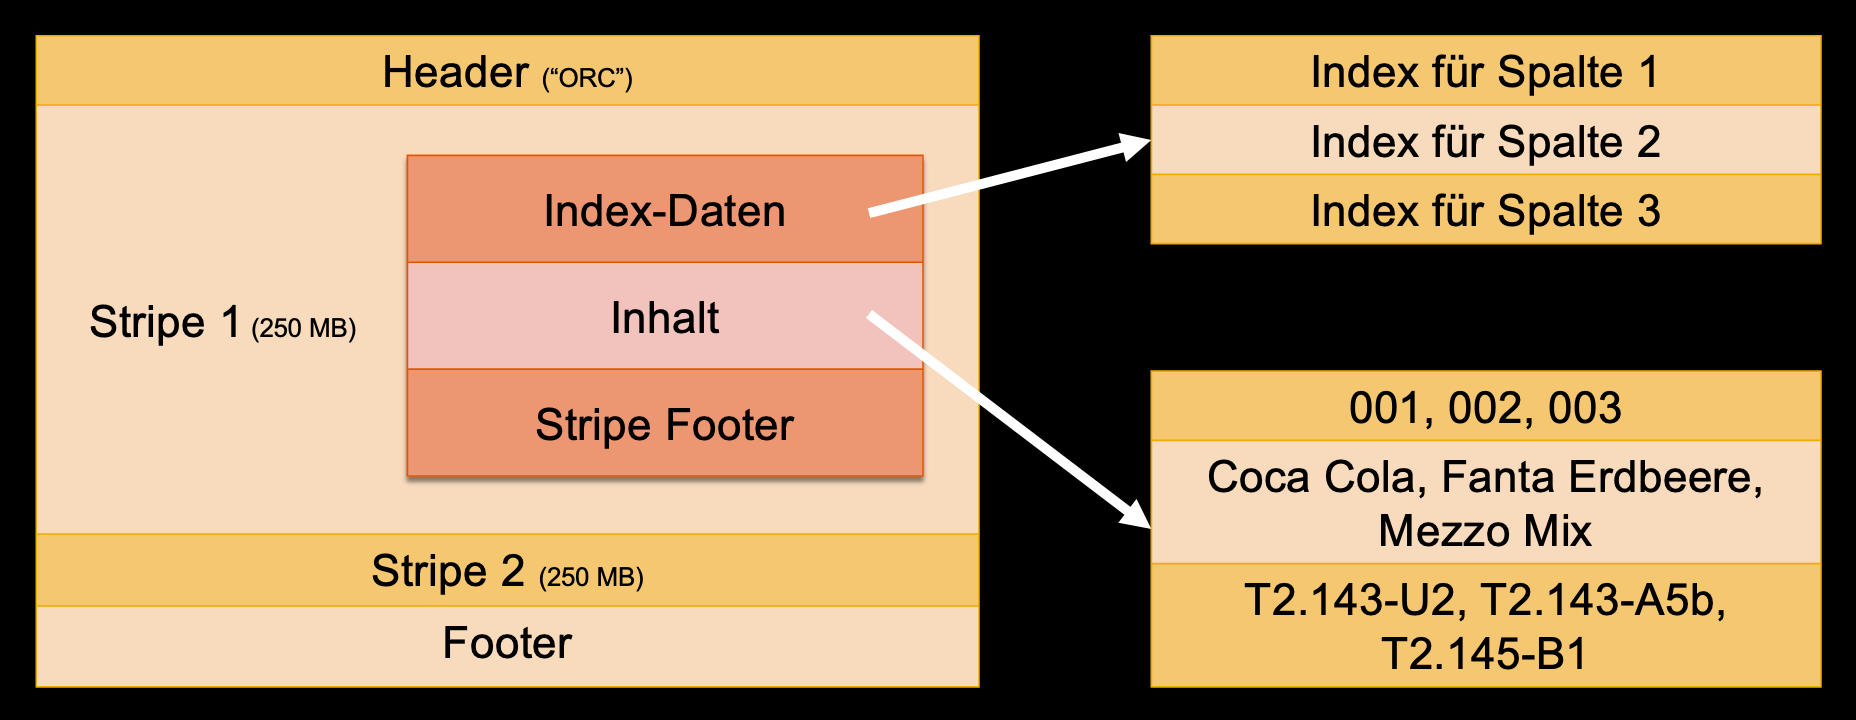 Header (“ORC”)
Stripe 1 (250 MB)
Index-Daten
Inhalt
Stripe Footer
Stripe 2 (250 MB)
Footer
Index für Spalte 1
Index für Spalte 2
Index für Spalte 3
001, 002, 003
Coca Cola, Fanta Erdbeere,
Mezzo Mix
T2.143-U2, T2.143-A5b,
T2.145-B1